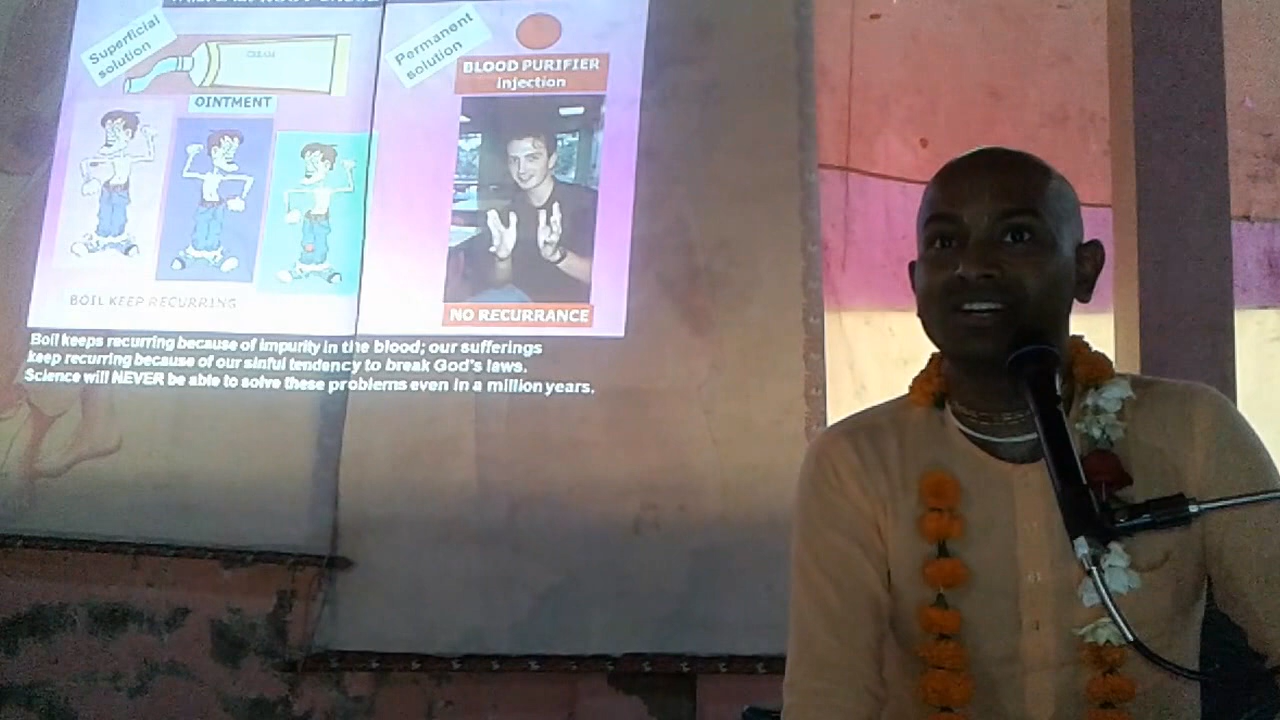 Superficial
solution
CREAM
OINTMENT
BOIL KEEP RECURRING
Permanent
solution
BLOOD PURIFIER
injection
NO RECURRANCE
Boil keeps recurring because of impurity in the blood; our sufferings
keep recurring because of our sinful tendency to break God's laws.
Science will NEVER be able to solve these problems even in a million years.